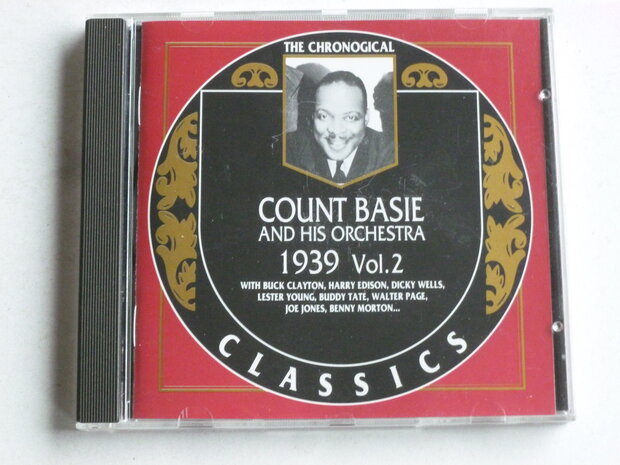 THE CHRONOGICAL
COUNT BASIE
AND HIS ORCHESTRA
1939 Vol.2
WITH BUCK CLAYTON, HARRY EDISON, DICKY WELLS,
LESTER YOUNG, BUDDY TATE, WALTER PAGE,
JOE JONES, BENNY MORTON...
CLASSICS